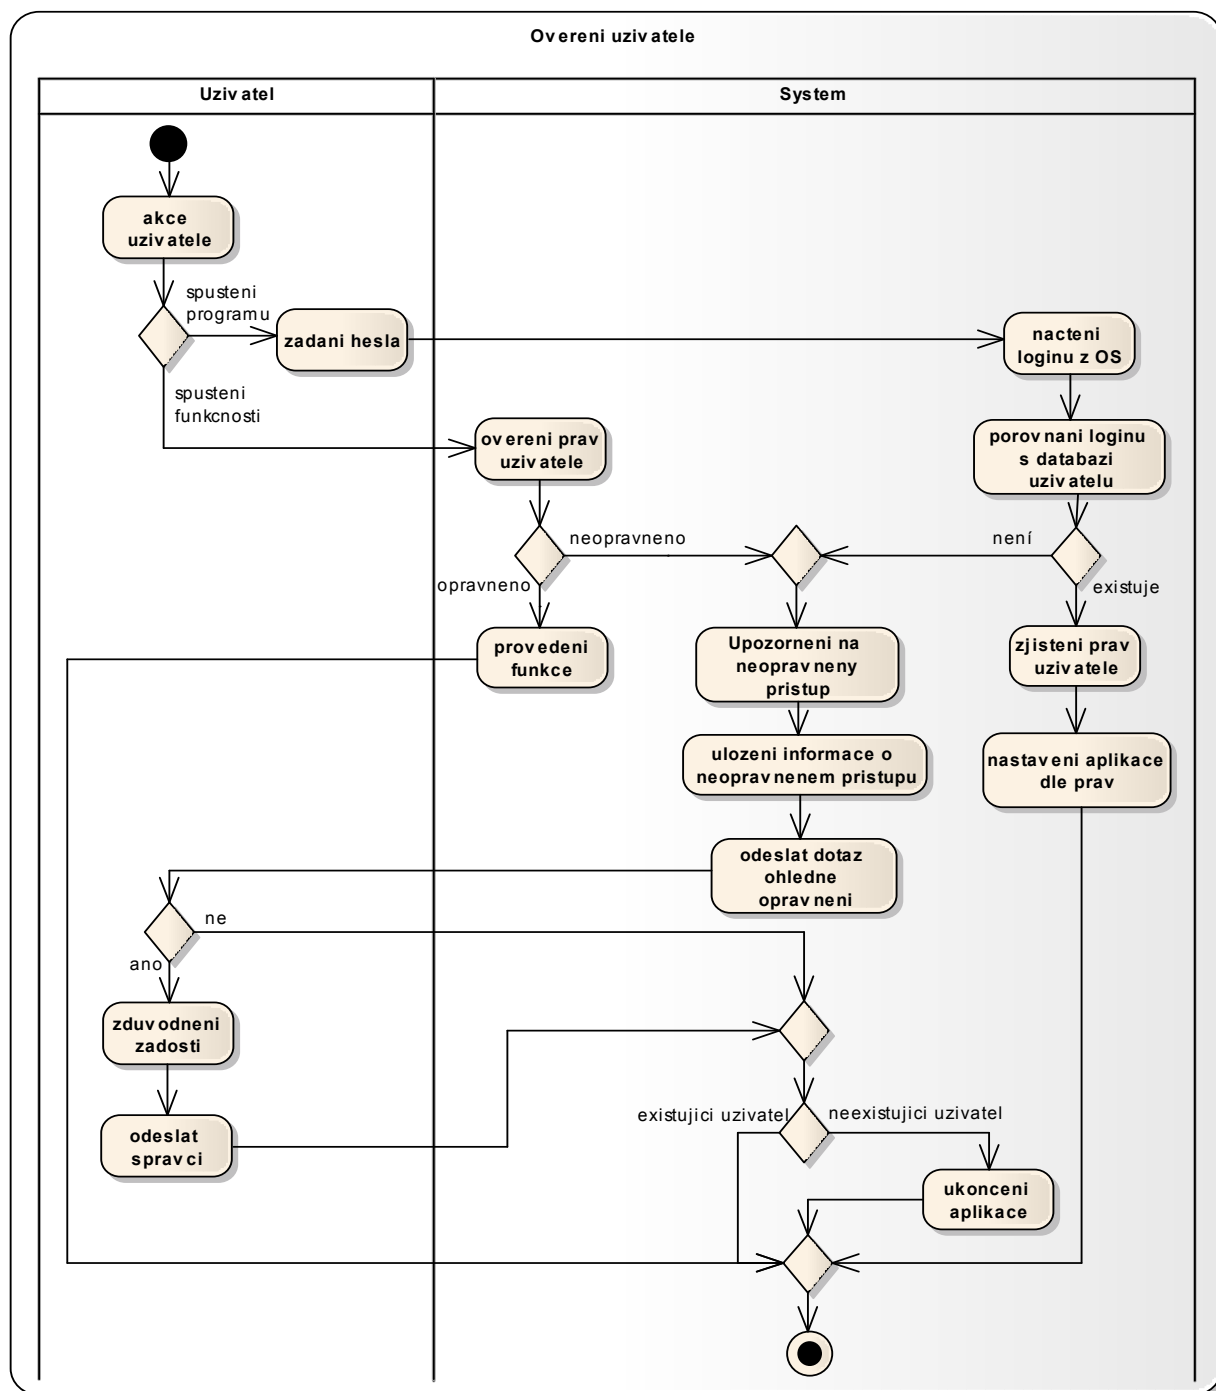 Overeni uzivatele
Uzivatel
System
akce
uzivatele
spusteni
programu
zadani hesla
nacteni
loginu z OS
spusteni
funkcnosti
overeni prav
uzivatele
porovnani loginu
s databazi
uzivatelu
neopravneno
není
opravneno
existuje
provedeni
funkce
Upozorneni na
neopravneny
pristup
zjisteni prav
uzivatele
ulozeni informace o
neopravnenem pristupu
nastaveni aplikace
dle prav
odeslat dotaz
ohledne
opravneni
ne
ano
zduvodneni
zadosti
existujici uzivatel
neexistujici uzivatel
odeslat
spravci
ukonceni
aplikace